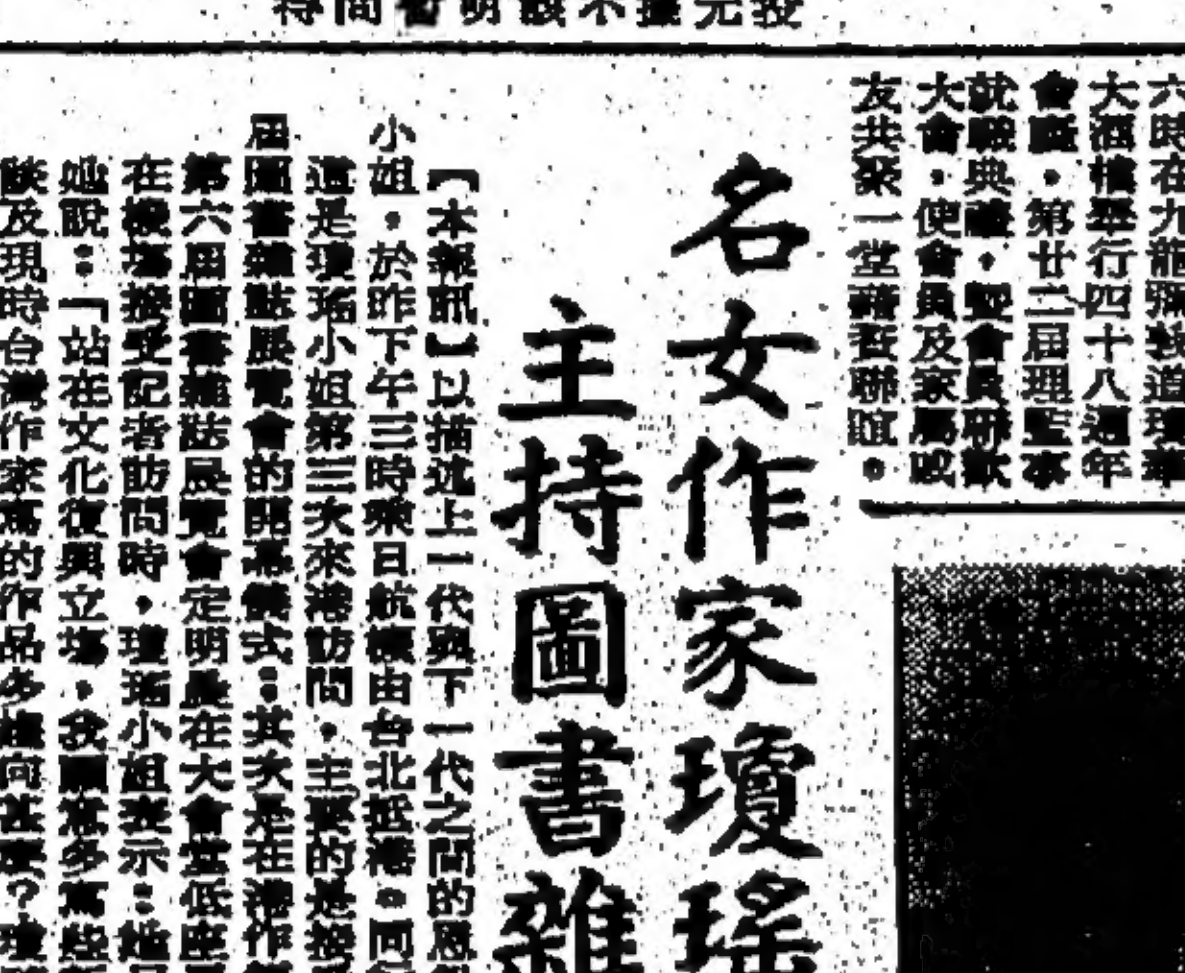 六時在九龍彌敦道瓊華
大酒樓舉行四十八週年
會慶。第廿二屆理監事
就職典禮，暨會員聯歡
大會，使會員及家屬戚
友共聚一堂藉資聯誼。
名女作家瓊瑤
主持圖書雜
【本報訊】以描述上一代與下一代之間的恩
小姐，於昨下午三時乘日航機由台北抵港。同
這是瓊瑤小姐第三次來港訪問，主要的是
屆圖書雜誌展覽會的開幕儀式；其次是在港作
第六屆圖書雜誌展覽會定明晨在大會堂低座
在機場接受記者訪問時，瓊瑤小姐表示：
她說：「站在文化復興立場，我願意多寫些
談及現時台灣作家寫的作品多趨向甚麼？瓊